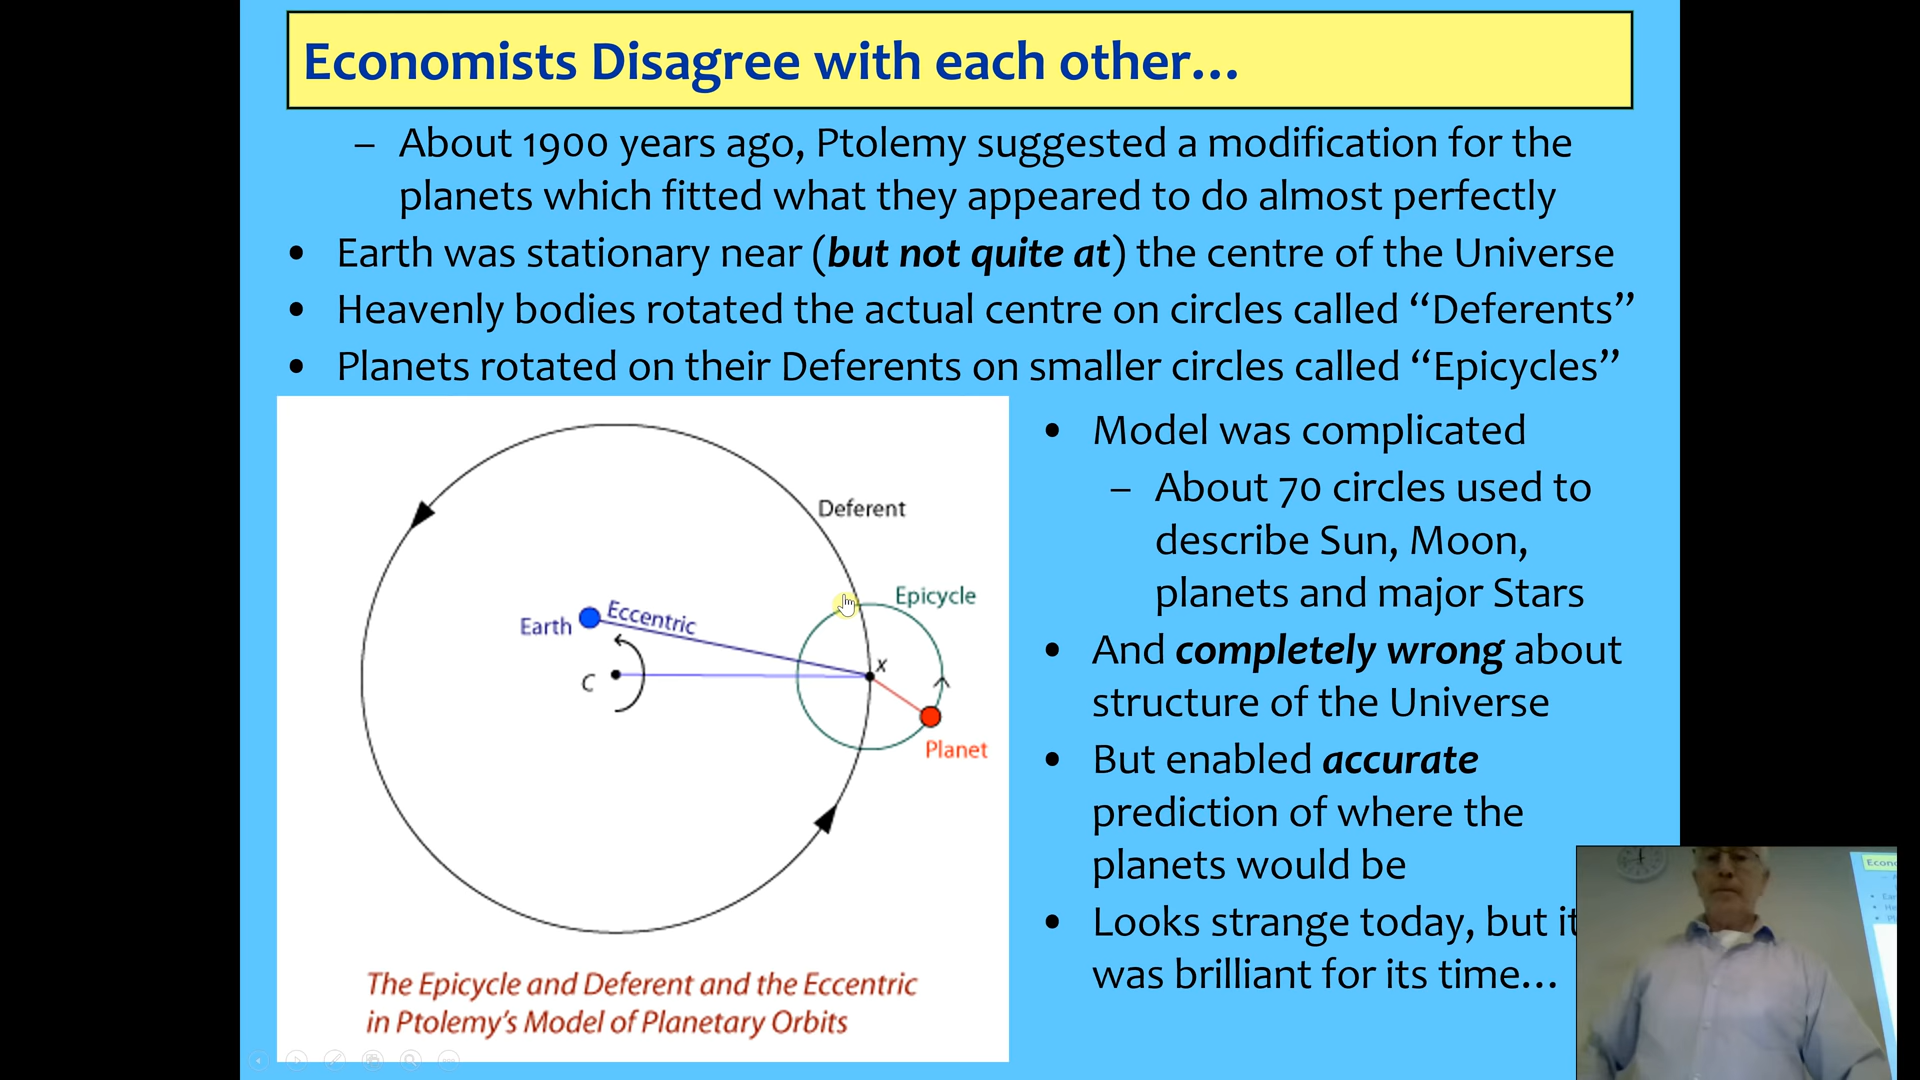 Economists Disagree with each other...
– About 1900 years ago, Ptolemy suggested a modification for the
planets which fitted what they appeared to do almost perfectly
• Earth was stationary near (but not quite at) the centre of the Universe
• Heavenly bodies rotated the actual centre on circles called “Deferents”
• Planets rotated on their Deferents on smaller circles called “Epicycles”
Deferent
Epicycle
Earth
Eccentric
C
x
Planet
The Epicycle and Deferent and the Eccentric
in Ptolemy's Model of Planetary Orbits
• Model was complicated
– About 70 circles used to
describe Sun, Moon,
planets and major Stars
• And completely wrong about
structure of the Universe
• But enabled accurate
prediction of where the
planets would be
• Looks strange today, but it
was brilliant for its time...